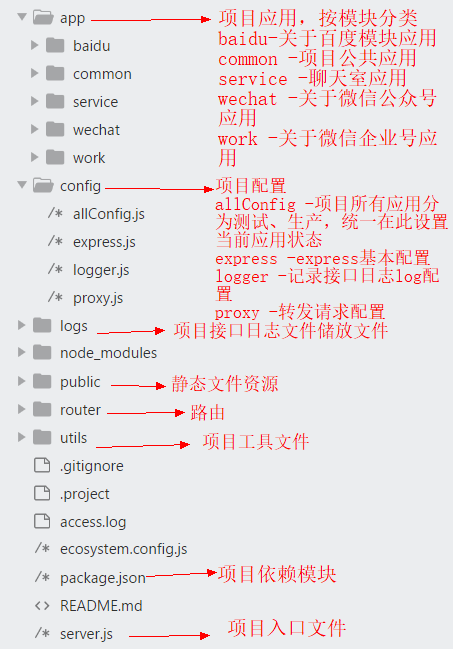 app
项目应用，按模块分类
baidu
baidu-关于百度模块应用
common
common -项目公共应用
service
service -聊天室应用
wechat
wechat -关于微信公众号
应用
work
work -关于微信企业号应
用
config
项目配置
allConfig.js
allConfig -项目所有应用分
为测试、生产，统一在此设置
当前应用状态
express.js
express -express基本配置
logger.js
logger -记录接口日志log配
置
proxy.js
proxy -转发请求配置
logs
项目接口日志文件储放文件
node_modules
public
静态文件资源
router
路由
utils
项目工具文件
.gitignore
.project
access.log
/* ecosystem.config.js
/* package.json
项目依赖模块
<> README.md
/* server.js
项目入口文件